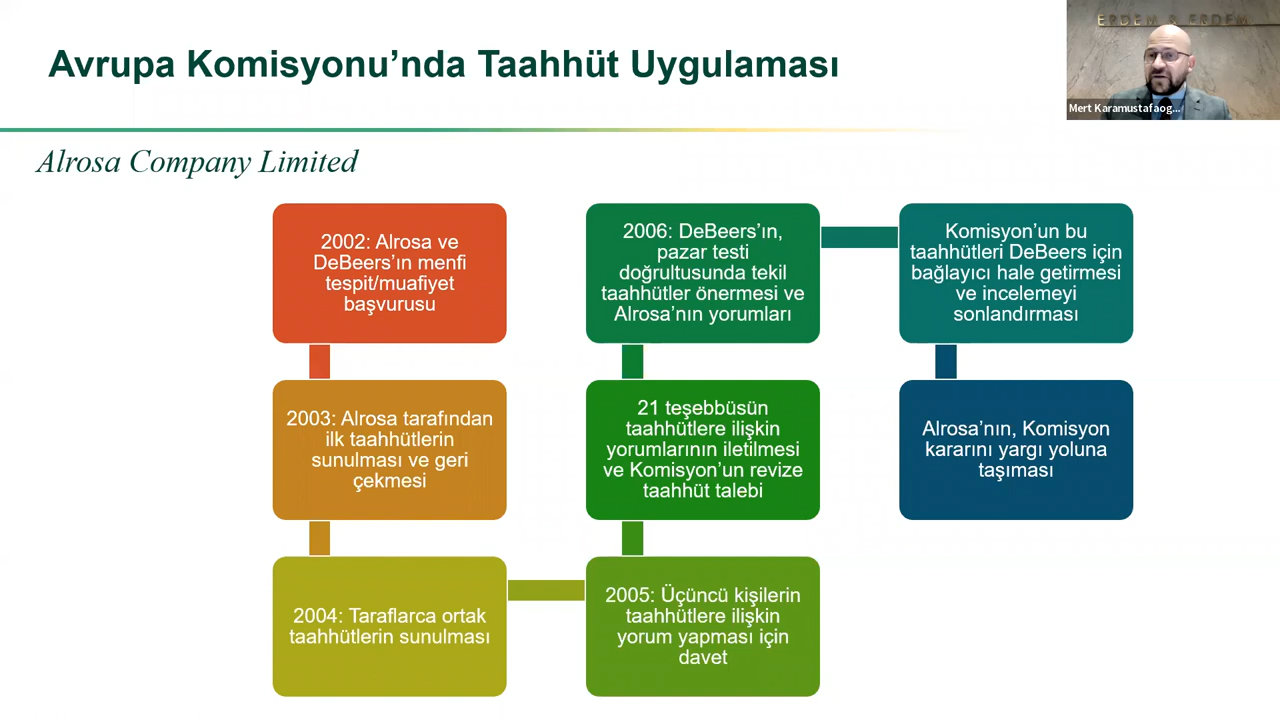 Avrupa Komisyonu’nda Taahhüt Uygulaması
ERDEM & ERDEM
Mert Karamustafaog...
Alrosa Company Limited
2002: Alrosa ve
DeBeers’ın menfi
tespit/muafiyet
başvurusu
2003: Alrosa tarafından
ilk taahhütlerin
sunulması ve geri
çekmesi
2004: Taraflarca ortak
taahhütlerin sunulması
2005: Üçüncü kişilerin
taahhütlere ilişkin
yorum yapması için
davet
21 teşebbüsün
taahhütlere ilişkin
yorumlarının iletilmesi
ve Komisyon’un revize
taahhüt talebi
2006: DeBeers’ın,
pazar testi
doğrultusunda tekil
taahhütler önermesi ve
Alrosa’nın yorumları
Komisyon’un bu
taahhütleri DeBeers için
bağlayıcı hale getirmesi
ve incelemeyi
sonlandırması
Alrosa’nın, Komisyon
kararını yargı yoluna
taşıması